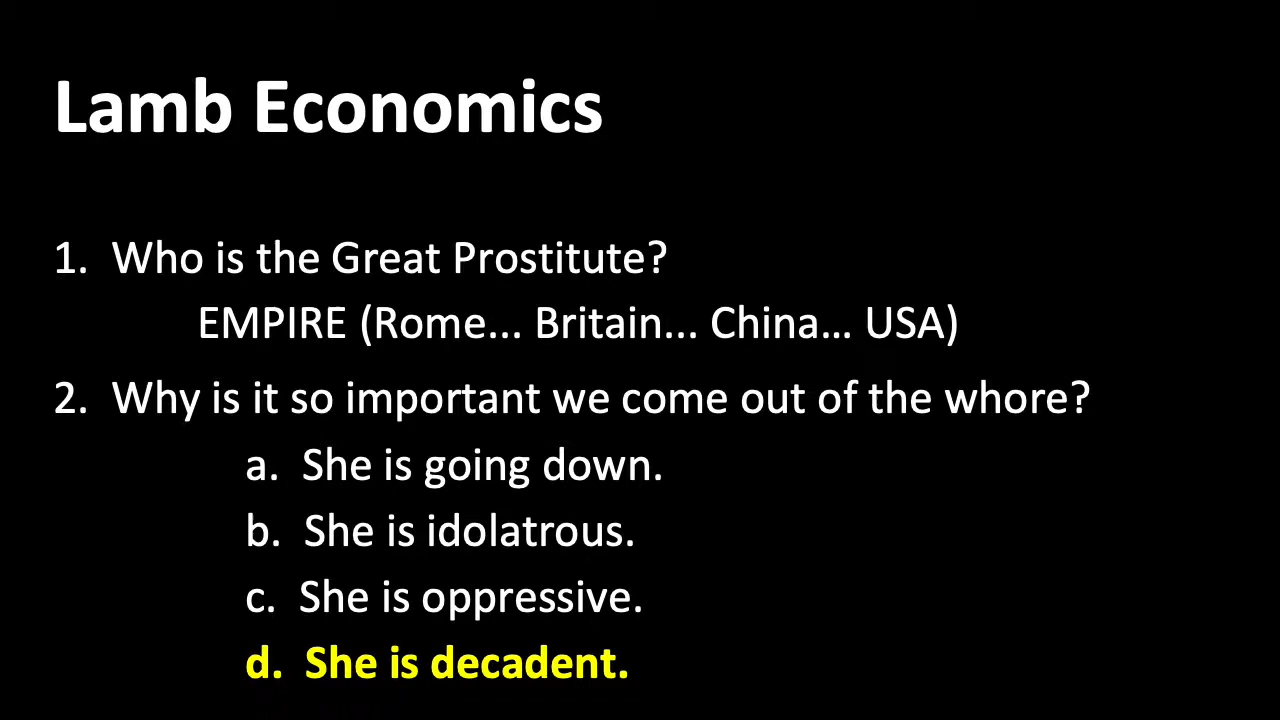 Lamb Economics
1. Who is the Great Prostitute?
EMPIRE (Rome... Britain... China... USA)
2. Why is it so important we come out of the whore?
a. She is going down.
b. She is idolatrous.
c. She is oppressive.
d. She is decadent.